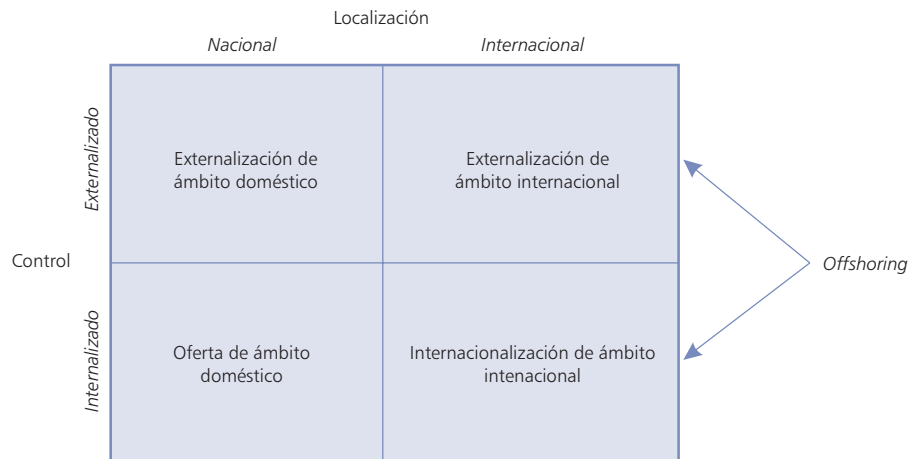 Localización
Nacional
Internacional
Externalizado
Externalización de
ámbito doméstico
Externalización de
ámbito internacional
Control
Offshoring
Internalizado
Oferta de ámbito
doméstico
Internacionalización de ámbito
intenacional